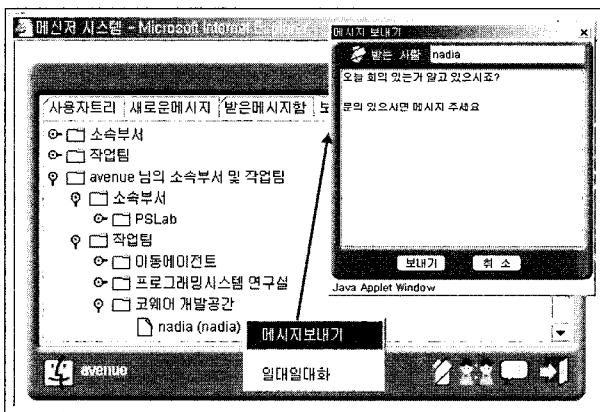 메신저 시스템 - Microsoft Internet
메시지 보내기
받는 사람 nadia
오늘 회의 있는가 알고 있으시죠?
문의 있으시면 메시지 주세요
보내기 취 소
Java Applet Window
사용자트리 새로운메시지 받은메시지함 보
소속부서
작업팀
avenue 님의 소속부서 및 작업팀
소속부서
PSLab
작업팀
이동에이전트
프로그래밍시스템 연구실
코웨어 개발공간
nadia (nadia)
메시지보내기
일대일대화
avenue